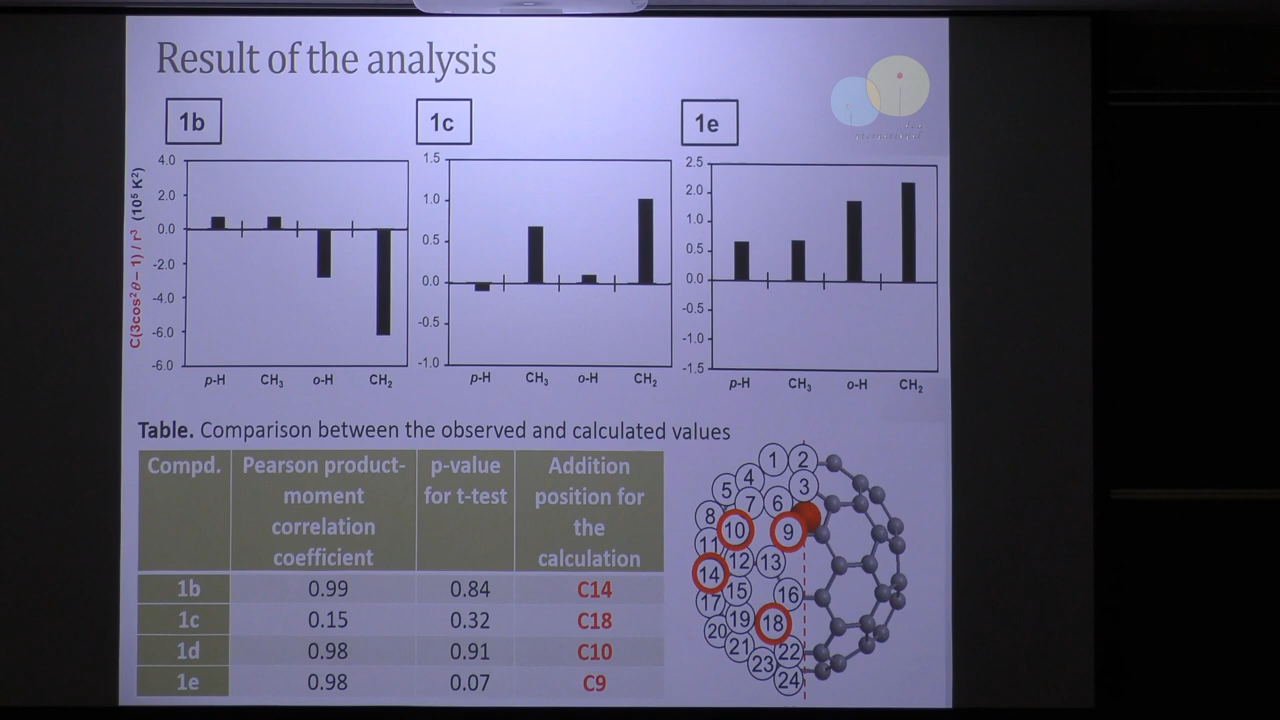 Result of the analysis
1b
1c
1e
C(3cos²θ – 1) / r³ (10⁵ K²)
4.0
2.0
0.0
-2.0
-4.0
-6.0
-6.0
p-H CH₃ o-H CH₂
1.5
1.0
0.5
0.0
-0.5
-1.0
p-H CH₃ o-H CH₂
2.5
2.0
1.0
0.5
0.0
-0.5
-1.0
-1.5
p-H CH₃ o-H CH₂
Table. Comparison between the observed and calculated values
Compd.
Pearson product-
moment
correlation
coefficient
p-value
for t-test
Addition
position for
the
calculation
1b 0.99 0.84 C14
1c 0.15 0.32 C18
1d 0.98 0.91 C10
1e 0.98 0.07 C9
1 2
4 3
5 7 6
8 10 9
11 12 13
14 15 16
17 19 18
20 21 22
23 24